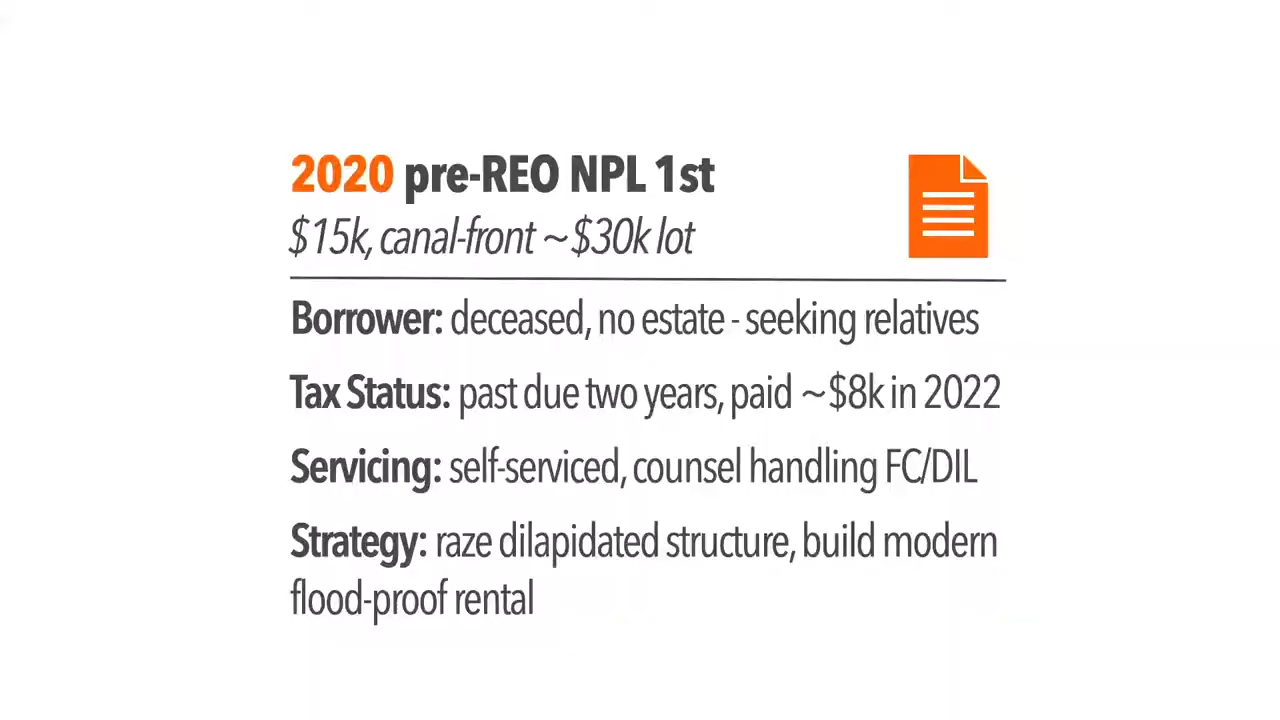 2020 pre-REO NPL 1st
$15k, canal-front ~$30k lot
Borrower: deceased, no estate - seeking relatives
Tax Status: past due two years, paid ~$8k in 2022
Servicing: self-serviced, counsel handling FC/DIL
Strategy: raze dilapidated structure, build modern
flood-proof rental